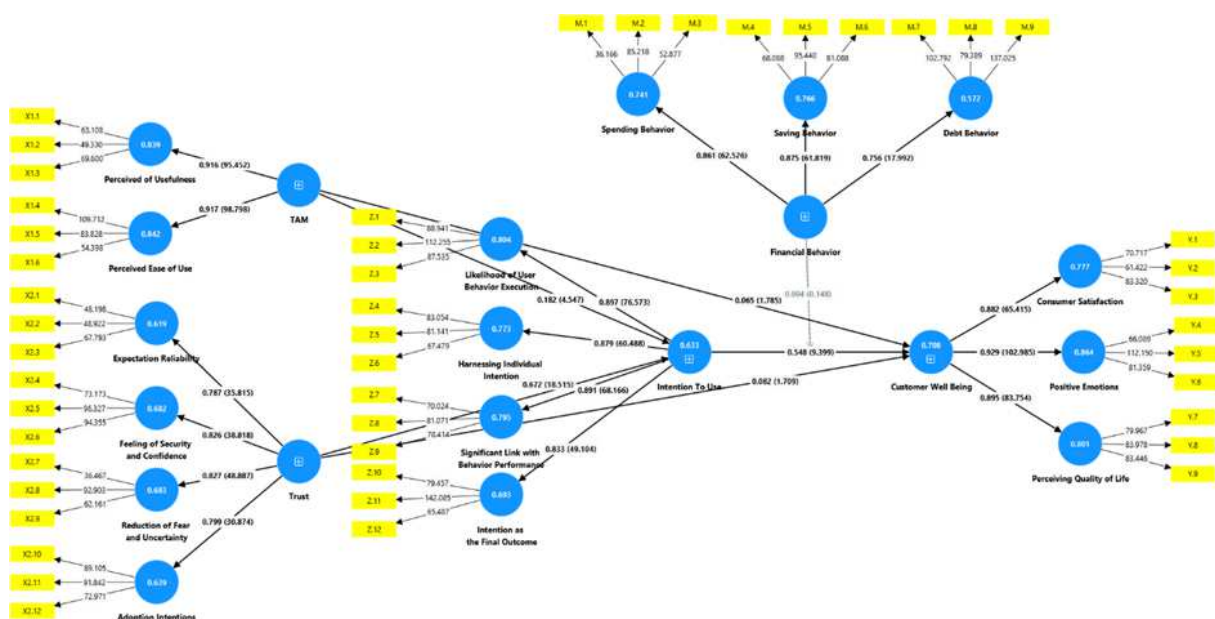 M.1
M.2
M.3
M.4
M.5
M.6
M.7
M.8
M.9
36.166
85.218
52.877
68.088
95.440
81.088
102.792
79.389
137.025
0.741
0.766
0.572
Spending Behavior
Saving Behavior
Debt Behavior
0.861 (62.526)
0.875 (61.819)
0.756 (17.992)
Financial Behavior
X1.1
X1.2
X1.3
63.108
49.330
69.600
0.839
Perceived of Usefulness
0.916 (95.452)
X1.4
X1.5
X1.6
109.712
83.828
54.398
0.842
Perceived Ease of Use
0.917 (98.798)
TAM
X2.1
X2.2
X2.3
48.198
48.922
67.793
0.619
Expectation Reliability
0.787 (35.815)
X2.4
X2.5
X2.6
73.173
96.327
94.355
0.682
Feeling of Security
and Confidence
0.826 (38.818)
X2.7
X2.8
X2.9
36.467
92.903
62.161
0.683
Reduction of Fear
and Uncertainty
0.827 (48.887)
X2.10
X2.11
X2.12
89.105
91.842
72.971
0.639
Adoption Intentions
0.799 (30.874)
Trust
Z.1
Z.2
Z.3
88.941
112.255
87.535
0.804
Likelihood of User
Behavior Execution
0.182 (4.547)
0.897 (76.573)
0.065 (1.785)
0.094 (0.148)
Z.4
Z.5
Z.6
83.054
81.141
67.479
0.773
Harnessing Individual
Intention
0.879 (60.488)
0.633
Intention To Use
0.548 (9.399)
0.672 (18.515)
0.891 (68.166)
0.082 (1.709)
Z.7
Z.8
Z.9
70.024
81.071
78.414
0.795
Significant Link with
Behavior Performance
0.833 (49.104)
Z.10
Z.11
Z.12
79.457
142.085
65.487
0.693
Intention as
the Final Outcome
0.708
Customer Well Being
Y.1
Y.2
Y.3
70.717
61.422
83.320
0.777
Consumer Satisfaction
0.882 (65.415)
Y.4
Y.5
Y.6
66.089
112.150
81.359
0.864
Positive Emotions
0.929 (102.985)
Y.7
Y.8
Y.9
79.967
83.978
83.446
0.801
Perceiving Quality of Life
0.895 (83.754)